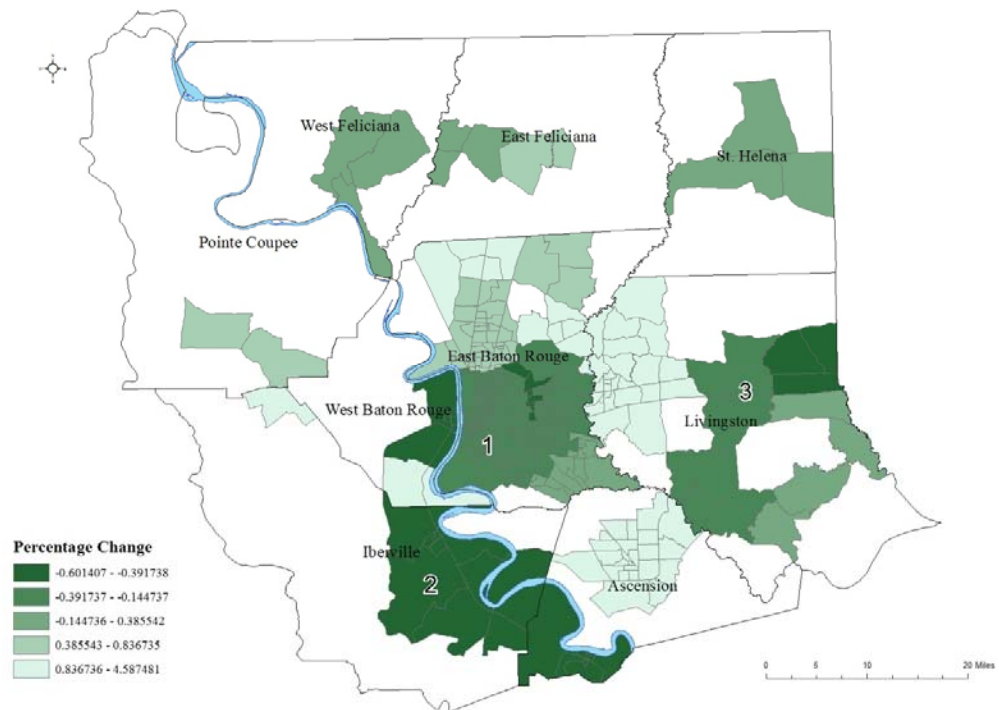 West Feliciana
East Feliciana
St. Helena
Pointe Coupee
East Baton Rouge
3
West Baton Rouge
Livingston
1
Percentage Change
-0.601407 - -0.391738
Iberville
-0.391737 - -0.144737
2
Ascension
-0.144736 - 0.385542
0.385543 - 0.836735
0.836736 - 4.587481
0 5 10 20 Miles